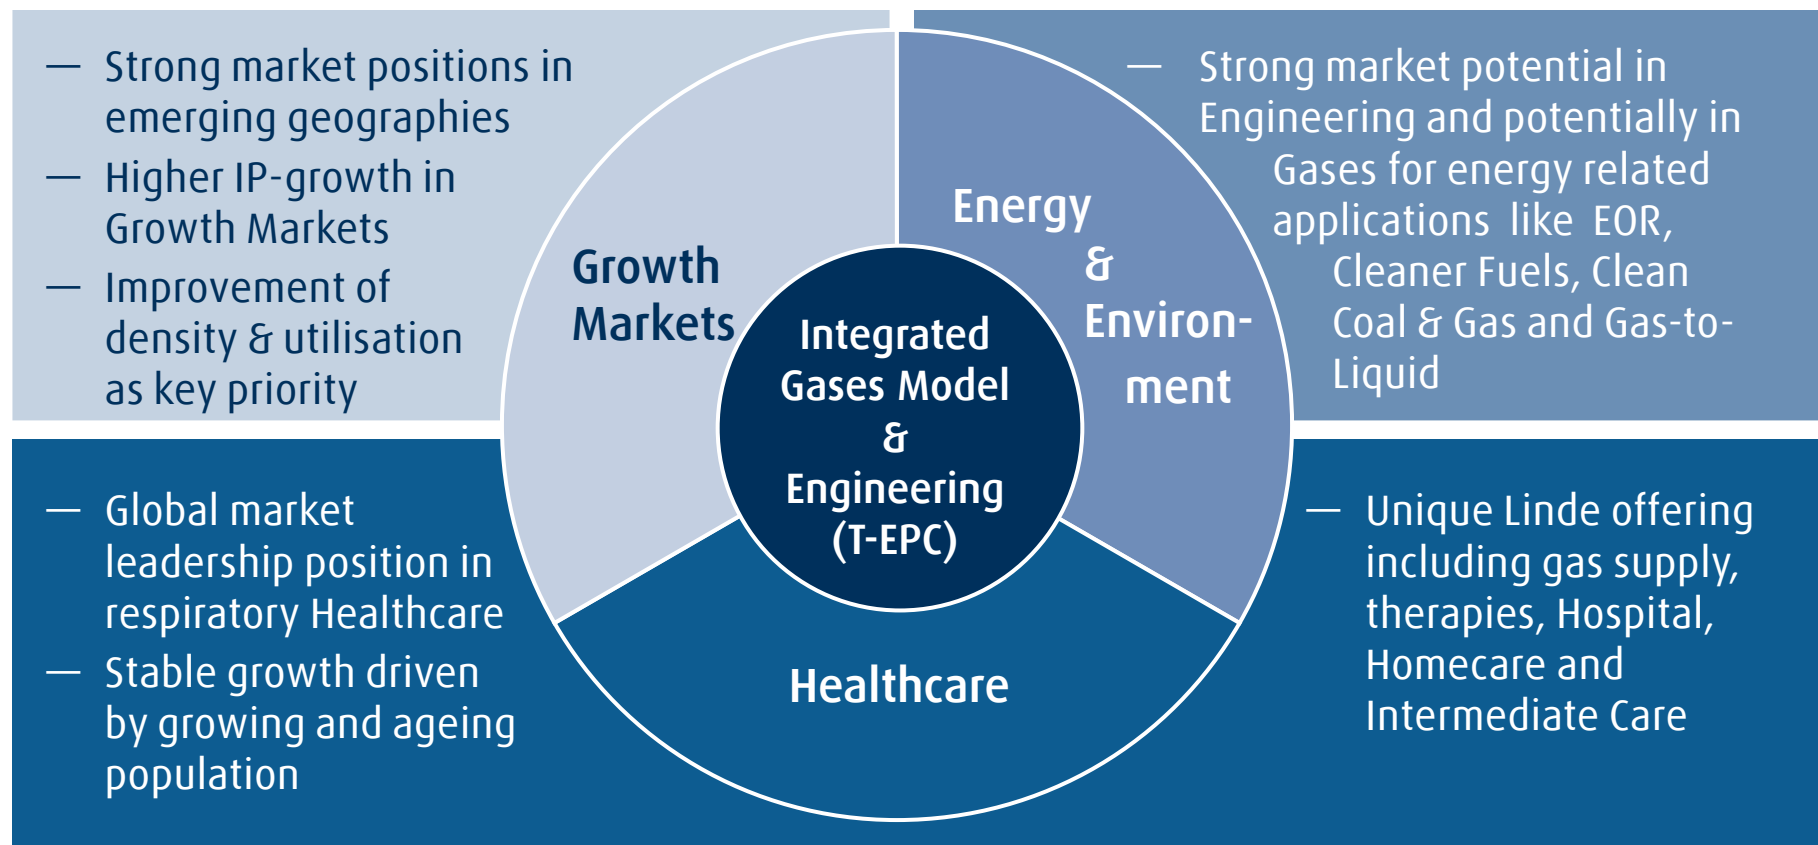 — Strong market positions in
emerging geographies
— Higher IP-growth in
Growth Markets
— Improvement of
density & utilisation
as key priority
Growth
Markets
Energy
&
Environ-
ment
— Strong market potential in
Engineering and potentially in
Gases for energy related
applications like EOR,
Cleaner Fuels, Clean
Coal & Gas and Gas-to-
Liquid
Integrated
Gases Model
&
Engineering
(T-EPC)
— Global market
leadership position in
respiratory Healthcare
— Stable growth driven
by growing and ageing
population
Healthcare
— Unique Linde offering
including gas supply,
therapies, Hospital,
Homecare and
Intermediate Care